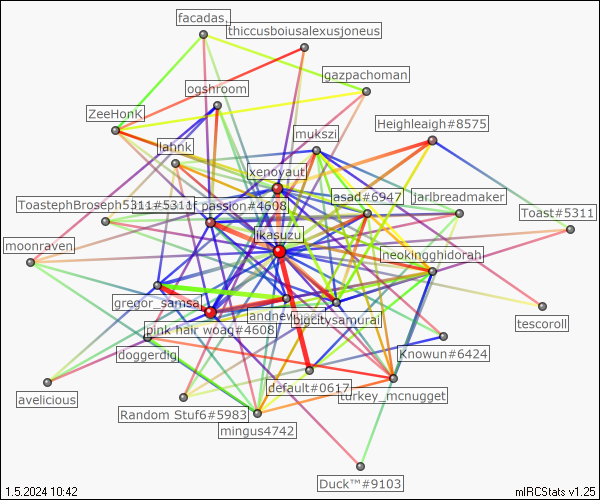 facadas.
thiccusboiusalexusjoneus
gazpachoman
ogshroom
ZeeHonK
mukszi
Heighleaigh#8575
lahnk
xenoyaut
asad#6947
jarlbreadmaker
ToastephBroseph5311#5311
passion#4608
Toast#5311
jikasuzu
moonraven
neokingghidorah
gregor_samsa
bigcitysamurai
tescoroll
pink hair woag#4608
doggerdig
Knowun#6424
default#0617
turkey_mcnugget
avelicious
Random Stuf6#5983
mingus4742
Duck™#9103
1.5.2024 10:42
mIRCStats v1.25